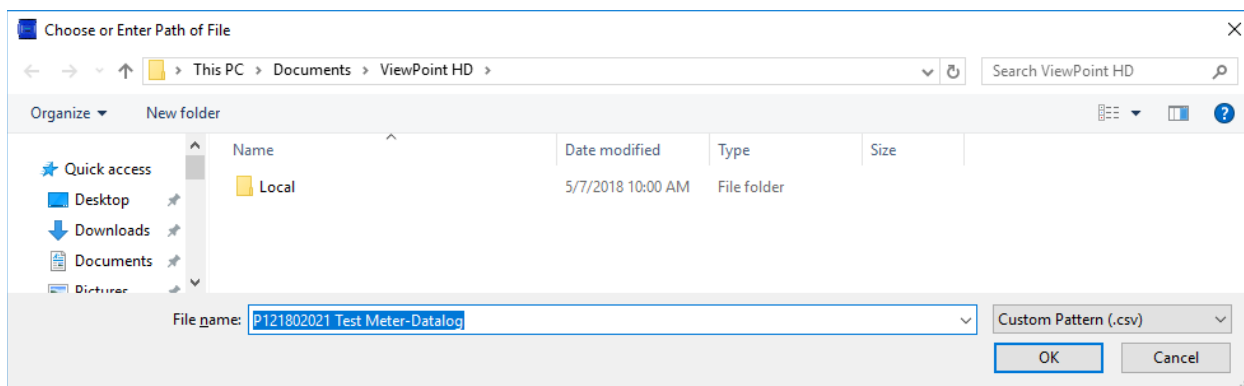 Choose or Enter Path of File
This PC > Documents > ViewPoint HD >
Search ViewPoint HD
Organize
New folder
?
Name
Date modified
Type
Size
Quick access
Desktop
Downloads
Documents
Pictures
Local
5/7/2018 10:00 AM
File folder
File name:
P121802021 Test Meter-Datalog
Custom Pattern (.csv)
OK
Cancel